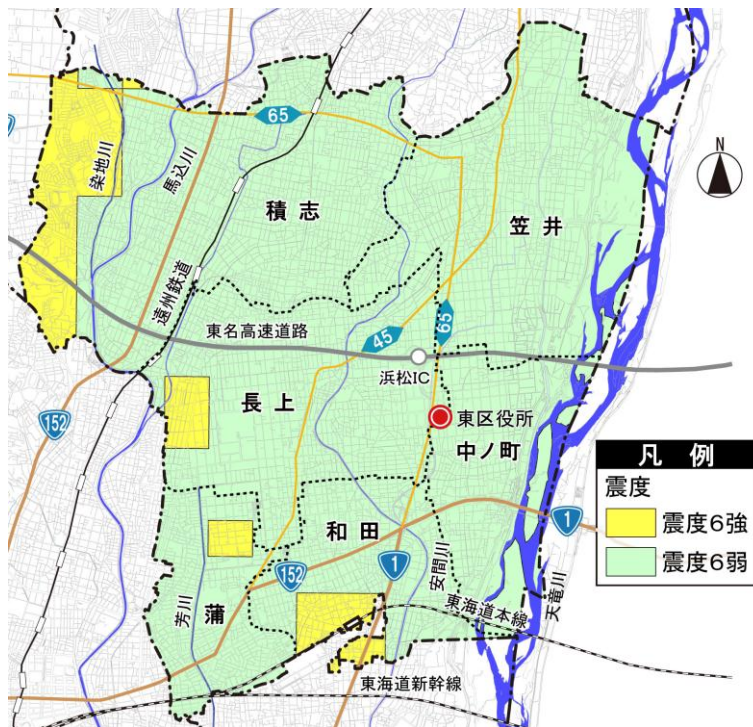 N
65
染地川
馬込川
積志
笠井
遠州鉄道
東名高速道路
45
65
浜松IC
長上
東区役所
152
中ノ町
凡 例
震度
震度6強
震度6弱
和田
1
152
1
安間川
天竜川
芳川
蒲
東海道本線
東海道新幹線